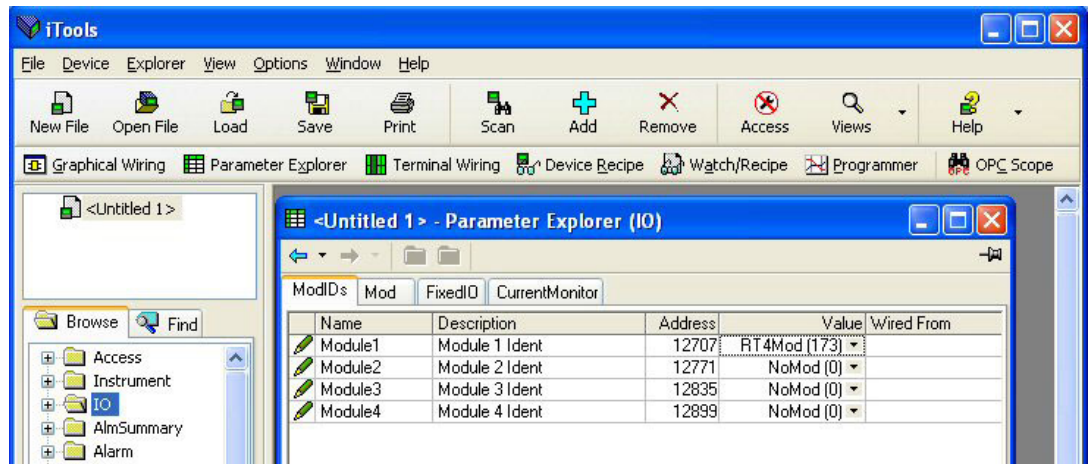 iTools
File Device Explorer View Options Window Help
New File Open File Load Save Print Scan Add Remove Access Views Help
Graphical Wiring Parameter Explorer Terminal Wiring Device Recipe Watch/Recipe Programmer OPC Scope
<Untitled 1>
<Untitled 1> - Parameter Explorer (IO)
ModIDs Mod FixedIO CurrentMonitor
Name Description Address Value Wired From
Module1 Module 1 Ident 12707 RT4Mod (173)
Module2 Module 2 Ident 12771 NoMod (0)
Module3 Module 3 Ident 12835 NoMod (0)
Module4 Module 4 Ident 12899 NoMod (0)
Browse Find
Access
Instrument
IO
AlmSummary
Alarm